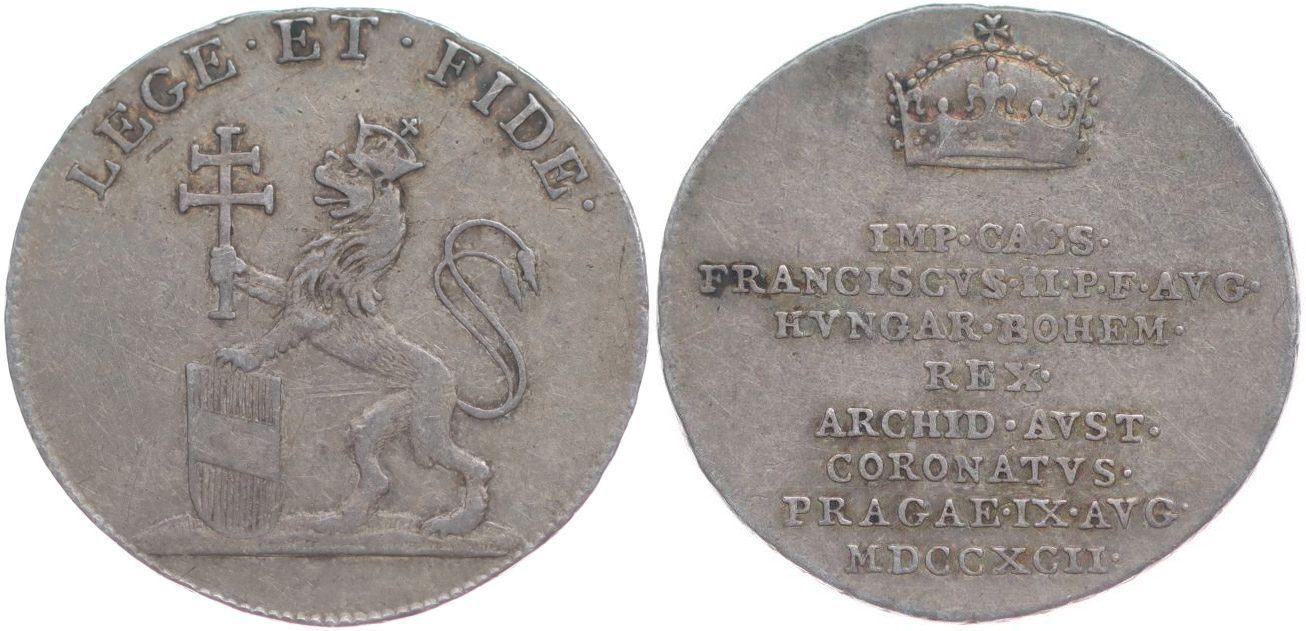 LEGE · ET · FIDE ·
IMP · CAES ·
FRANCISCVS · II · P · F · AVG ·
HVNGAR · BOHEM ·
REX ·
ARCHID · AVST ·
CORONATVS ·
PRAGAE · IX · AVG ·
MDCCXCII ·